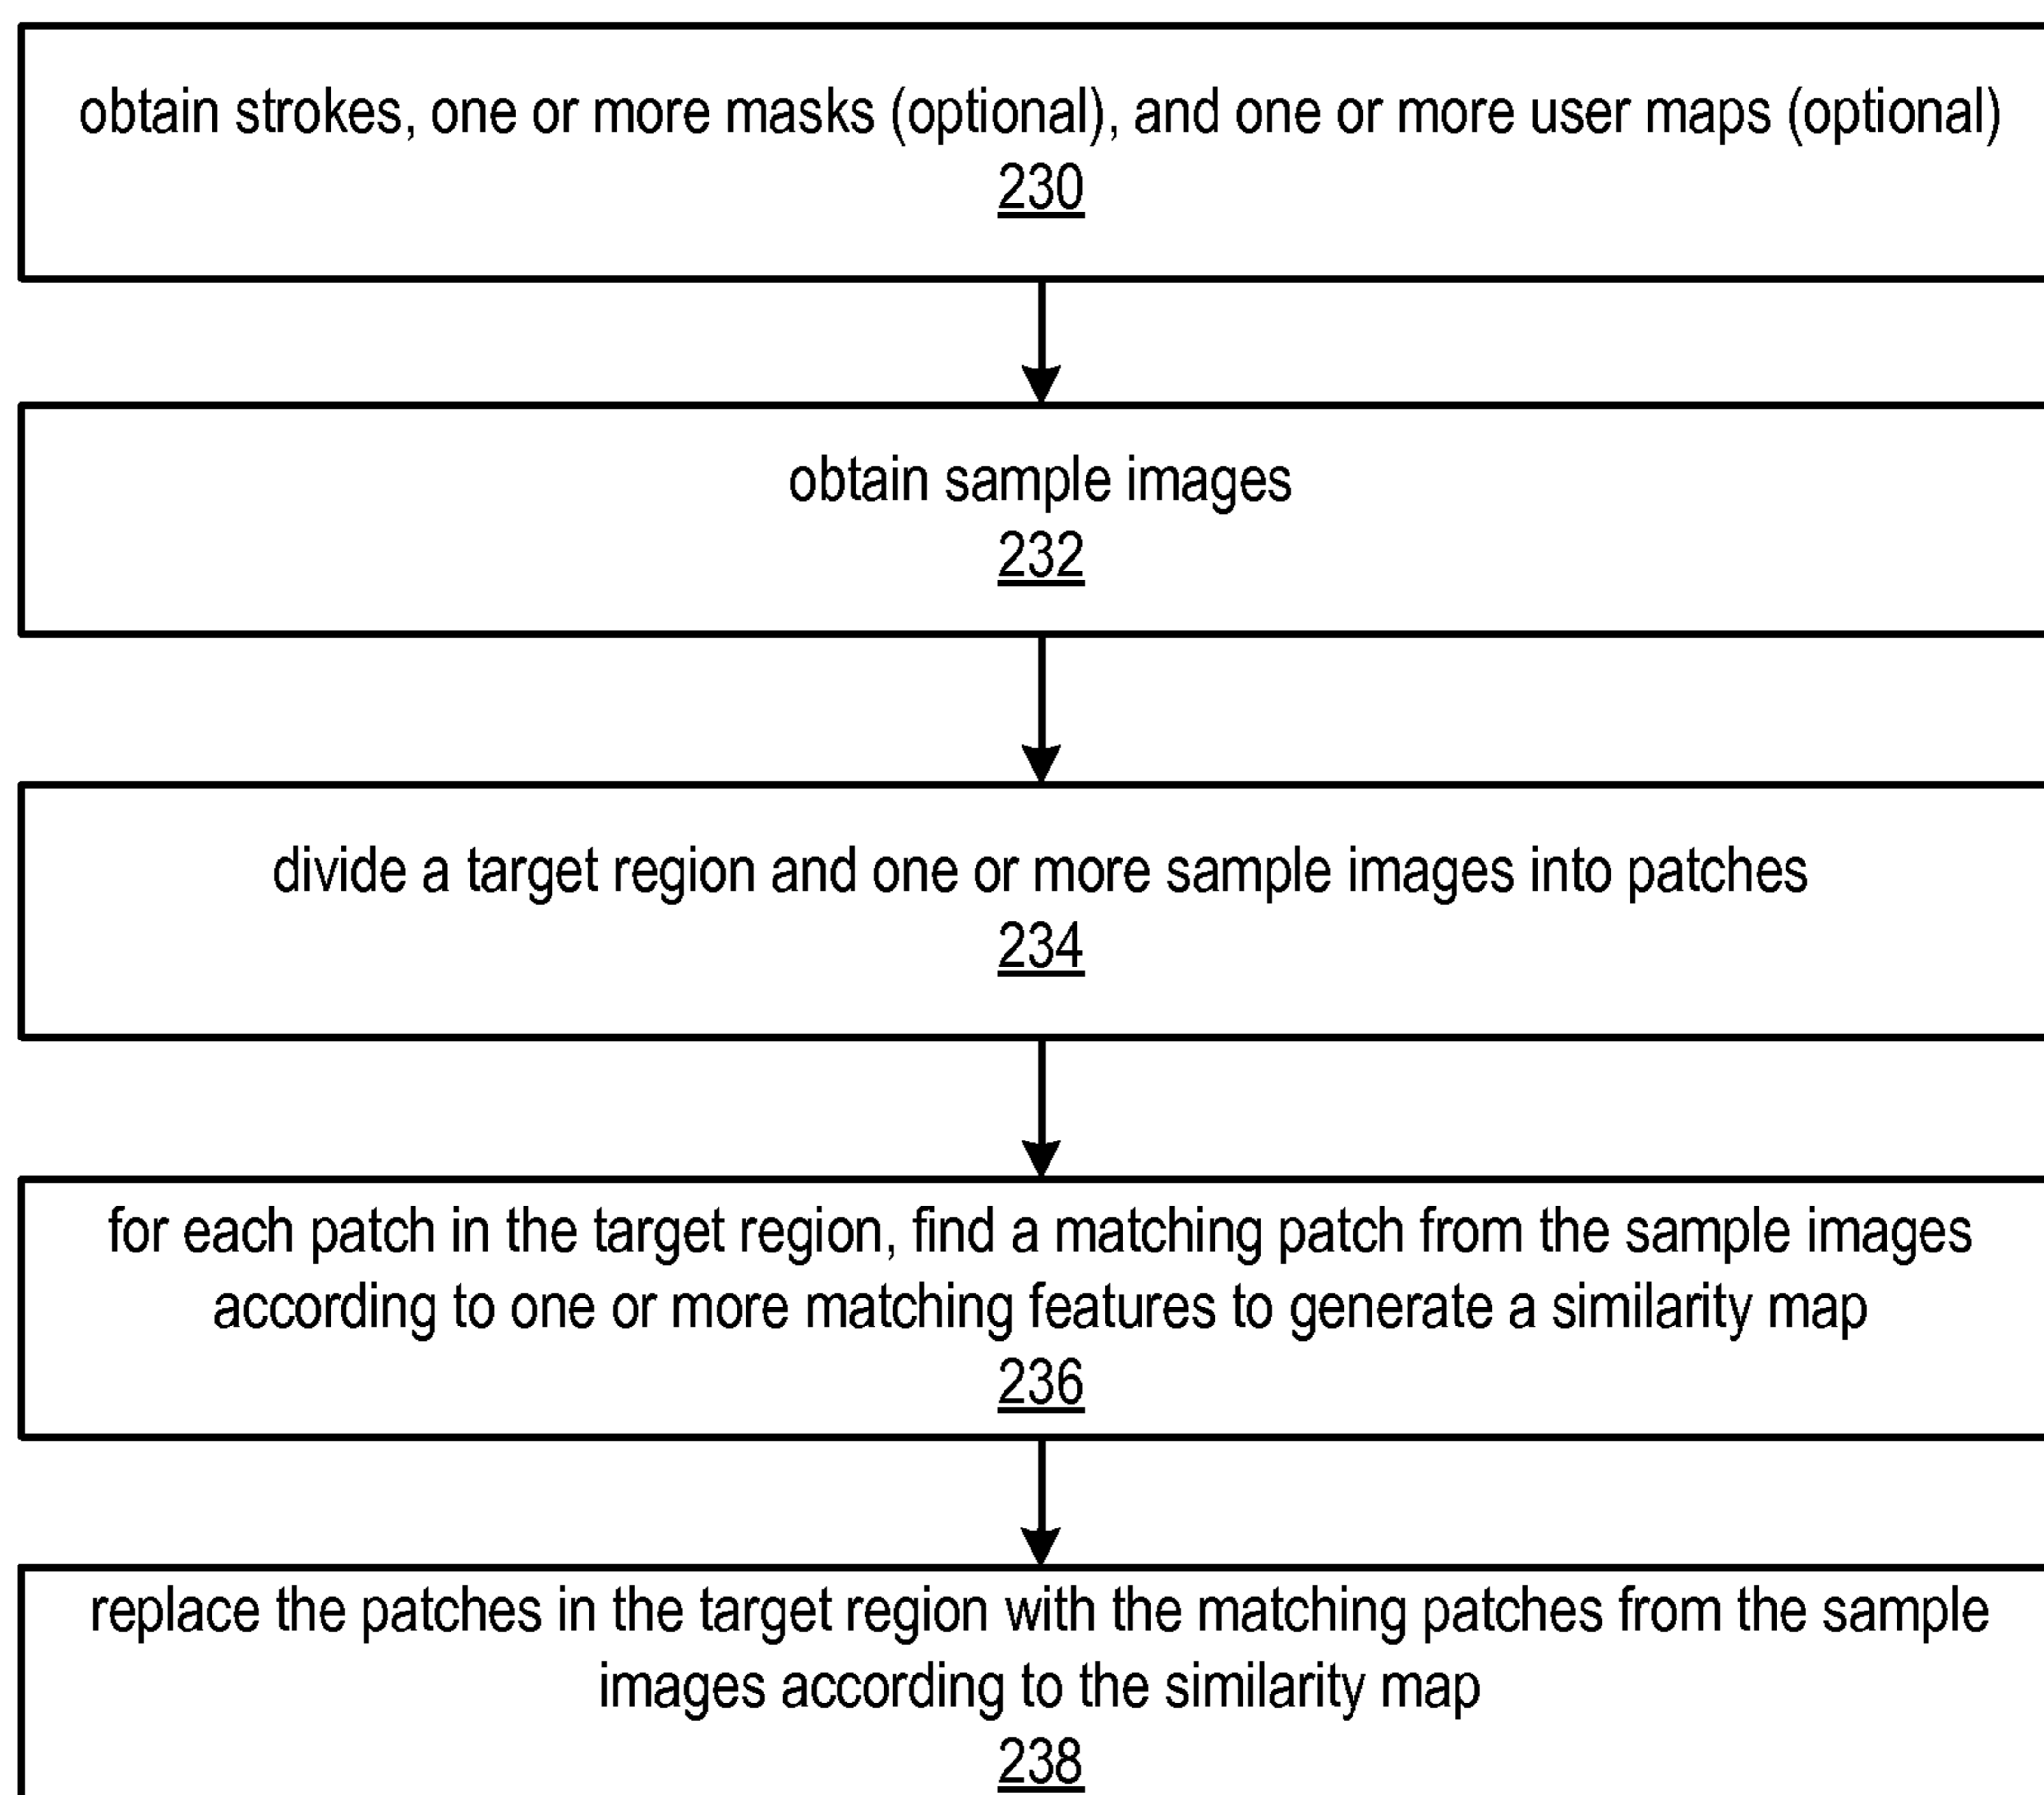 obtain strokes, one or more masks (optional), and one or more user maps (optional)
230
obtain sample images
232
divide a target region and one or more sample images into patches
234
for each patch in the target region, find a matching patch from the sample images
according to one or more matching features to generate a similarity map
236
replace the patches in the target region with the matching patches from the sample
images according to the similarity map
238